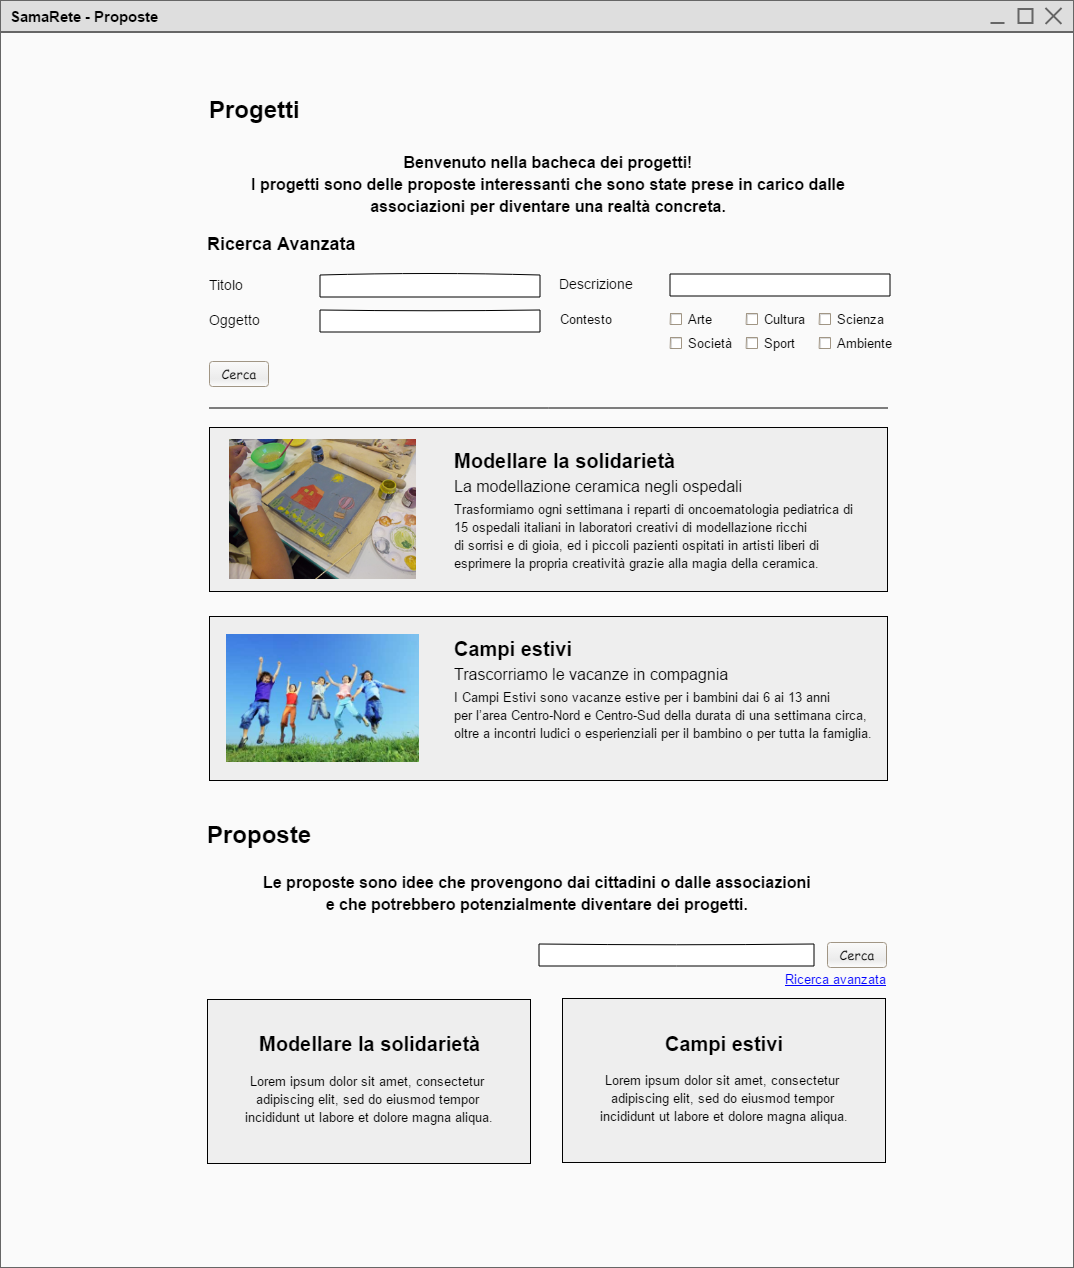 SamaRete - Proposte
Progetti
Benvenuto nella bacheca dei progetti!
I progetti sono delle proposte interessanti che sono state prese in carico dalle
associazioni per diventare una realtà concreta.
Ricerca Avanzata
Titolo
Descrizione
Oggetto
Contesto
Arte
Cultura
Scienza
Società
Sport
Ambiente
Cerca
Modellare la solidarietà
La modellazione ceramica negli ospedali
Trasformiamo ogni settimana i reparti di oncoematologia pediatrica di
15 ospedali italiani in laboratori creativi di modellazione ricchi
di sorrisi e di gioia, ed i piccoli pazienti ospitati in artisti liberi di
esprimere la propria creatività grazie alla magia della ceramica.
Campi estivi
Trascorriamo le vacanze in compagnia
I Campi Estivi sono vacanze estive per i bambini dai 6 ai 13 anni
per l'area Centro-Nord e Centro-Sud della durata di una settimana circa,
oltre a incontri ludici o esperienziali per il bambino o per tutta la famiglia.
Proposte
Le proposte sono idee che provengono dai cittadini o dalle associazioni
e che potrebbero potenzialmente diventare dei progetti.
Cerca
Ricerca avanzata
Modellare la solidarietà
Lorem ipsum dolor sit amet, consectetur
adipiscing elit, sed do eiusmod tempor
incididunt ut labore et dolore magna aliqua.
Campi estivi
Lorem ipsum dolor sit amet, consectetur
adipiscing elit, sed do eiusmod tempor
incididunt ut labore et dolore magna aliqua.